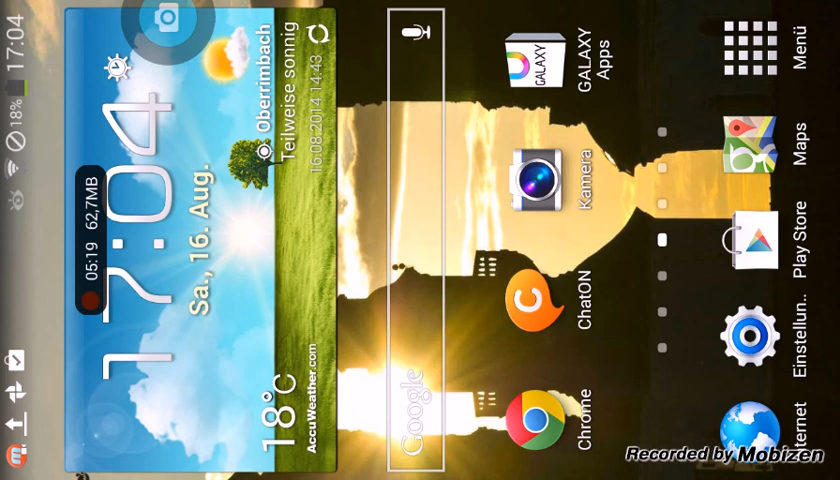 18%
17:04
17:04
05:19 62,7MB
Sa., 16. Aug.
Oberrimbach
Teilweise sonnig
16.08.2014 14:43
18°C
AccuWeather.com
Google
Chrome
ChatON
Kamera
GALAXY
GALAXY Apps
Internet
Einstellun..
Play Store
Maps
Menü
Recorded by Mobizen